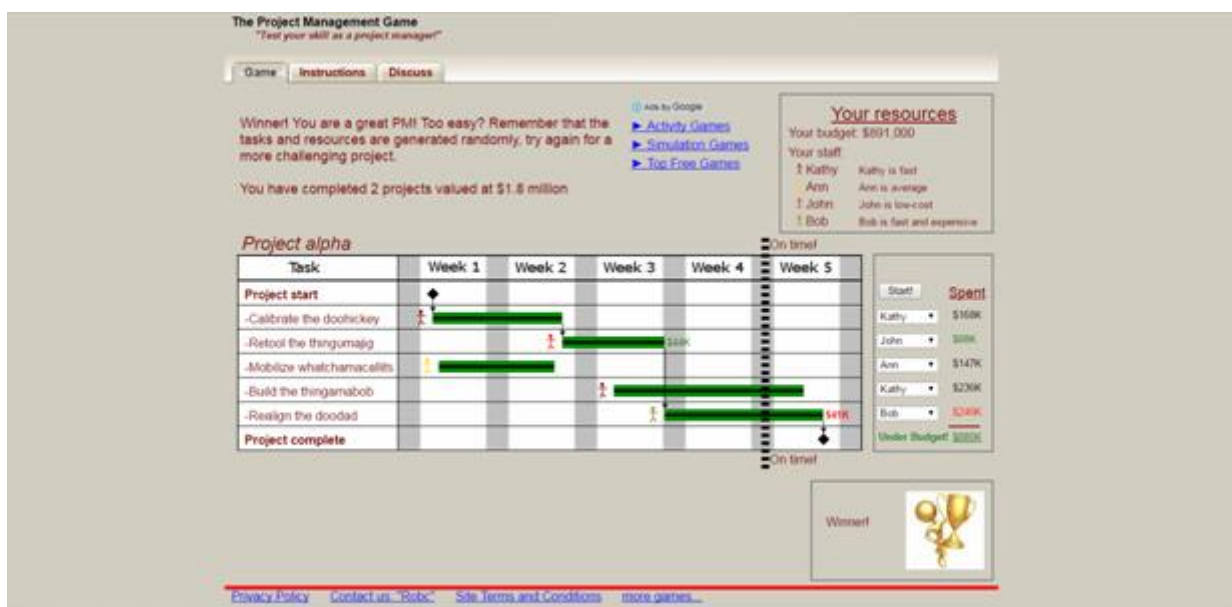 The Project Management Game
"Test your skill as a project manager!"
Game Instructions Discuss
Winner! You are a great PM! Too easy? Remember that the
tasks and resources are generated randomly, try again for a
more challenging project.
You have completed 2 projects valued at $1.8 million
Ads by Google
► Activity Games
► Simulation Games
► Top Free Games
Your resources
Your budget: $891,000
Your staff:
Kathy Kathy is fast
Ann Ann is average
John John is low-cost
Bob Bob is fast and expensive
Project alpha
On time!
Task Week 1 Week 2 Week 3 Week 4 Week 5
Project start
-Calibrate the doohickey
-Retool the thingumajig
-Mobilize whatchamacallits
-Build the thingamabob
-Realign the doodad $41K
Project complete
On time!
Start! Spent
Kathy $168K
John
Ann $147K
Kathy $236K
Bob
Under Budget!
Winner!
Privacy Policy Contact us: "Robc" Site Terms and Conditions more games...